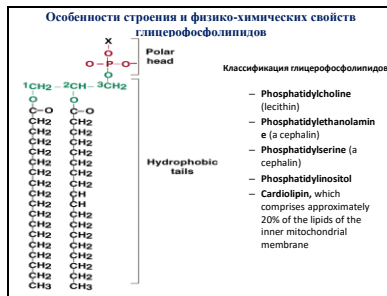 Особенности строения и физико-химических свойств
глицерофосфолипидов
X
O
O–P–O–
O
Polar
head
¹CH₂–²CH–³CH₂
O O
C–O C–O
CH₂ CH₂
CH₂ CH₂
CH₂ CH₂
CH₂ CH₂
CH₂ CH₂
CH₂ CH₂
CH₂ CH₂
CH₂ CH
CH₂ CH
CH₂ CH₂
CH₂ CH₂
CH₂ CH₂
CH₂ CH₂
CH₂ CH₂
CH₂ CH₂
CH₃ CH₃
Hydrophobic
tails
Классификация глицерофосфолипидов
– Phosphatidylcholine
(lecithin)
– Phosphatidylethanolamin
e (a cephalin)
– Phosphatidylserine (a
cephalin)
– Phosphatidylinositol
– Cardiolipin, which
comprises approximately
20% of the lipids of the
inner mitochondrial
membrane